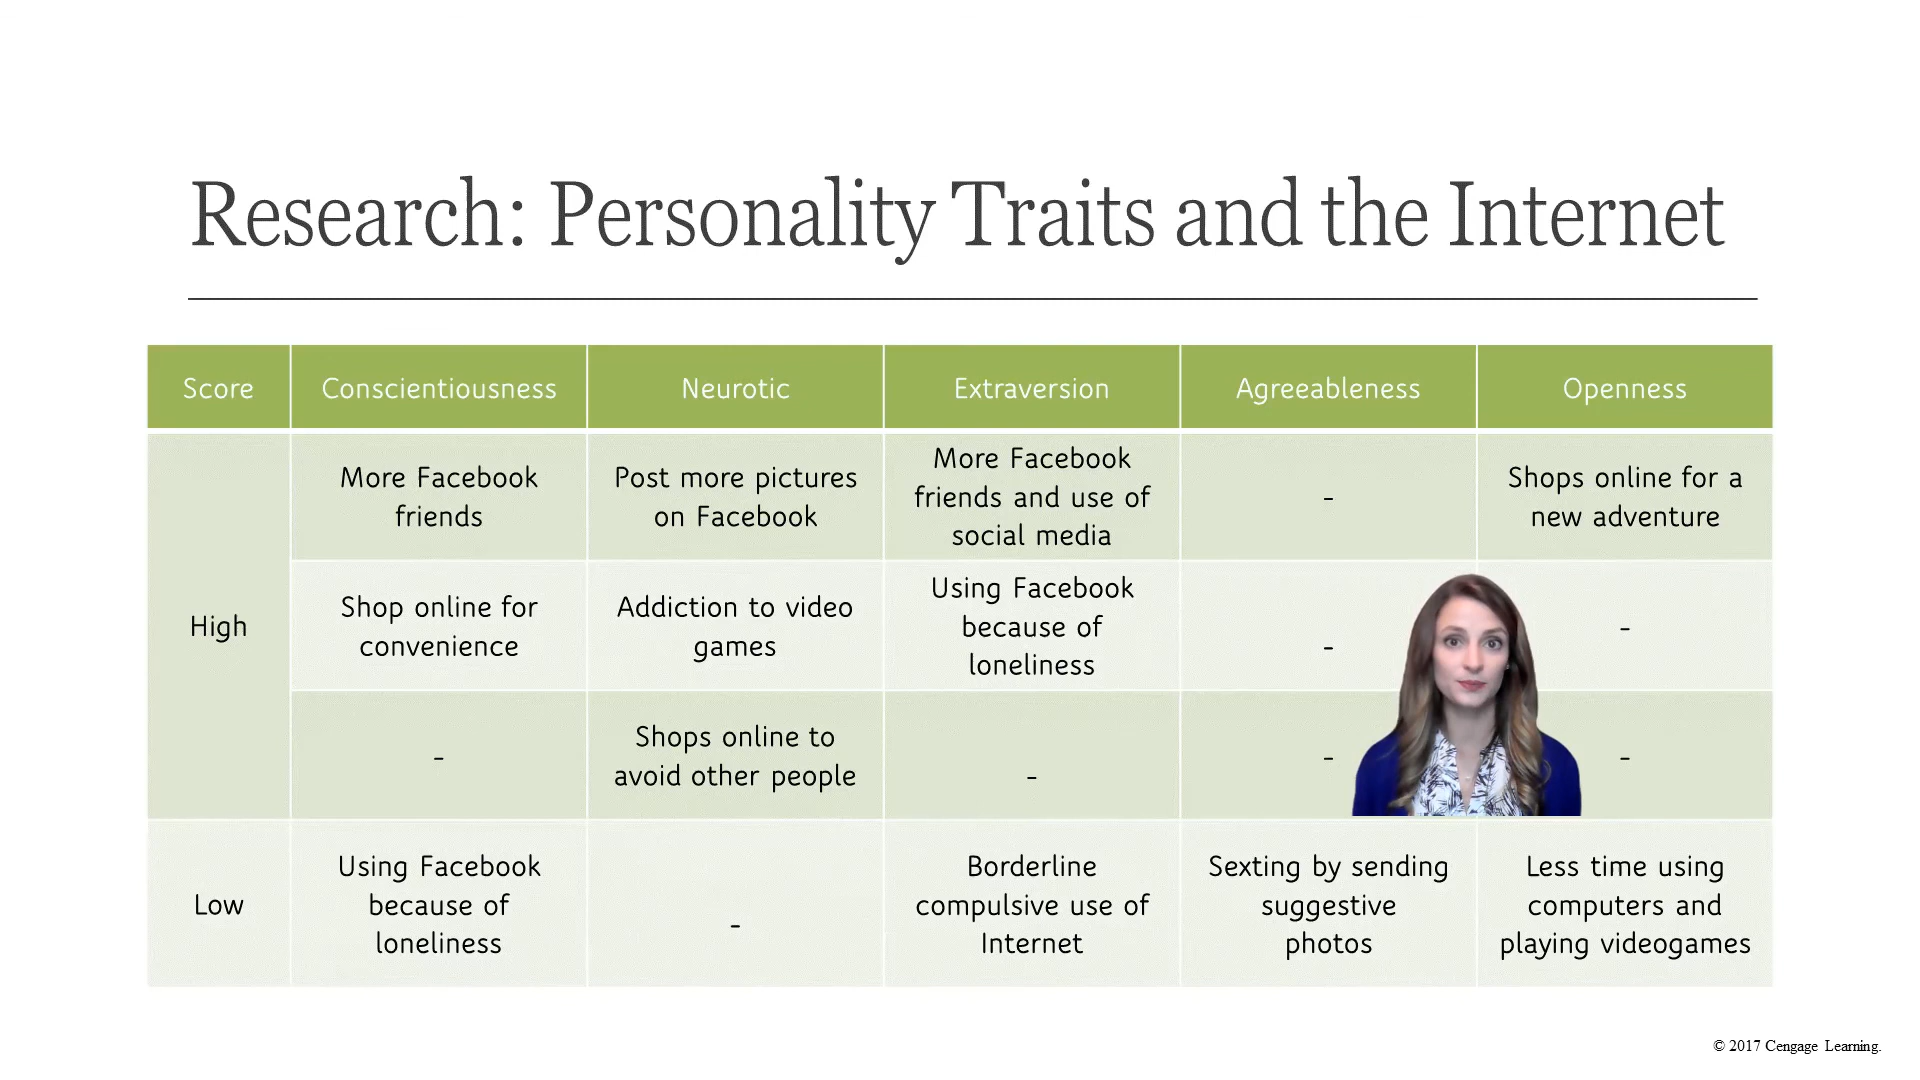 Research: Personality Traits and the Internet
Score
Conscientiousness
Neurotic
Extraversion
Agreeableness
Openness
High
More Facebook
friends
Post more pictures
on Facebook
More Facebook
friends and use of
social media
-
Shops online for a
new adventure
Shop online for
convenience
Addiction to video
games
Using Facebook
because of
loneliness
-
-
-
Shops online to
avoid other people
-
-
-
Low
Using Facebook
because of
loneliness
-
Borderline
compulsive use of
Internet
Sexting by sending
suggestive
photos
Less time using
computers and
playing videogames
© 2017 Cengage Learning.